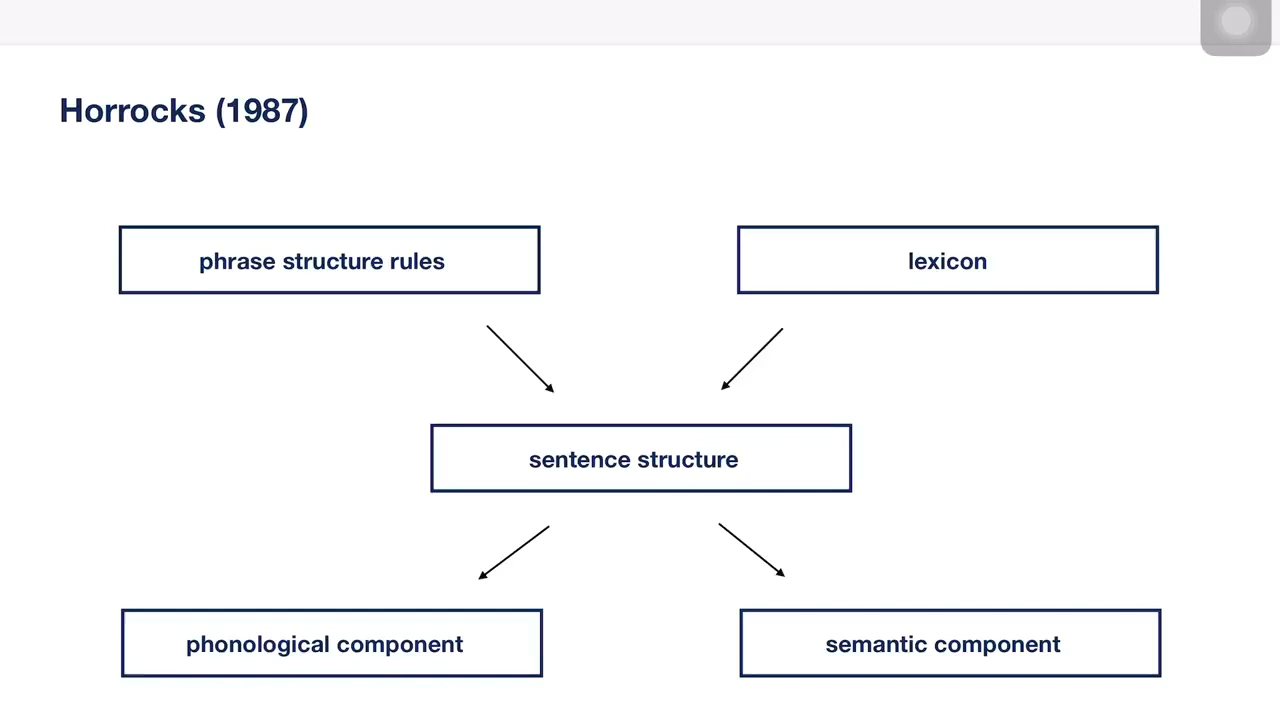 Horrocks (1987)
phrase structure rules
lexicon
sentence structure
phonological component
semantic component